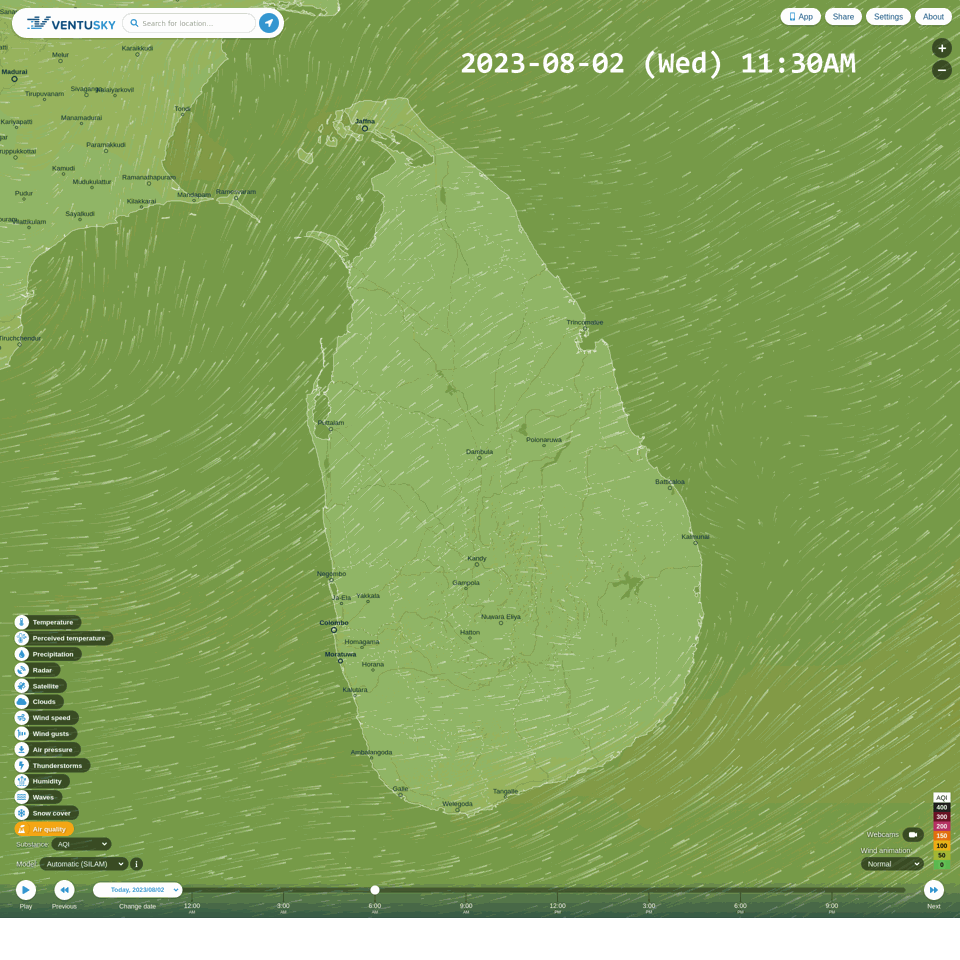 VENTUSKY
Search for location...
App
Share
Settings
About
2023-08-02 (Wed) 11:30AM
+
−
Karaikkudi
Melur
Madurai
Tirupuvanam
Kariyapatti
Manamadurai
Tondi
Paramakkudi
Kamudi
Mudukulattur
Ramanathapuram
Pudur
Kilakkarai
Mandapam
Rameswaram
Sayalkudi
Tiruchchendur
Jaffna
Trincomalee
Puttalam
Dambulla
Polonaruwa
Batticaloa
Kalmunai
Kandy
Gampola
Negombo
Ja-Ela
Yakkala
Nuwara Eliya
Colombo
Hatton
Homagama
Moratuwa
Horana
Kalutara
Ambalangoda
Galle
Tangalle
Weligoda
Temperature
Perceived temperature
Precipitation
Radar
Satellite
Clouds
Wind speed
Wind gusts
Air pressure
Thunderstorms
Humidity
Waves
Snow cover
Air quality
Substance: AQI
Model: Automatic (SILAM) i
Webcams
Wind animation:
Normal
AQI
400
300
200
150
100
50
0
Today, 2023/08/02
Play
Previous
Change date
12:00 AM
3:00 AM
6:00 AM
9:00 AM
12:00 PM
3:00 PM
6:00 PM
9:00 PM
Next